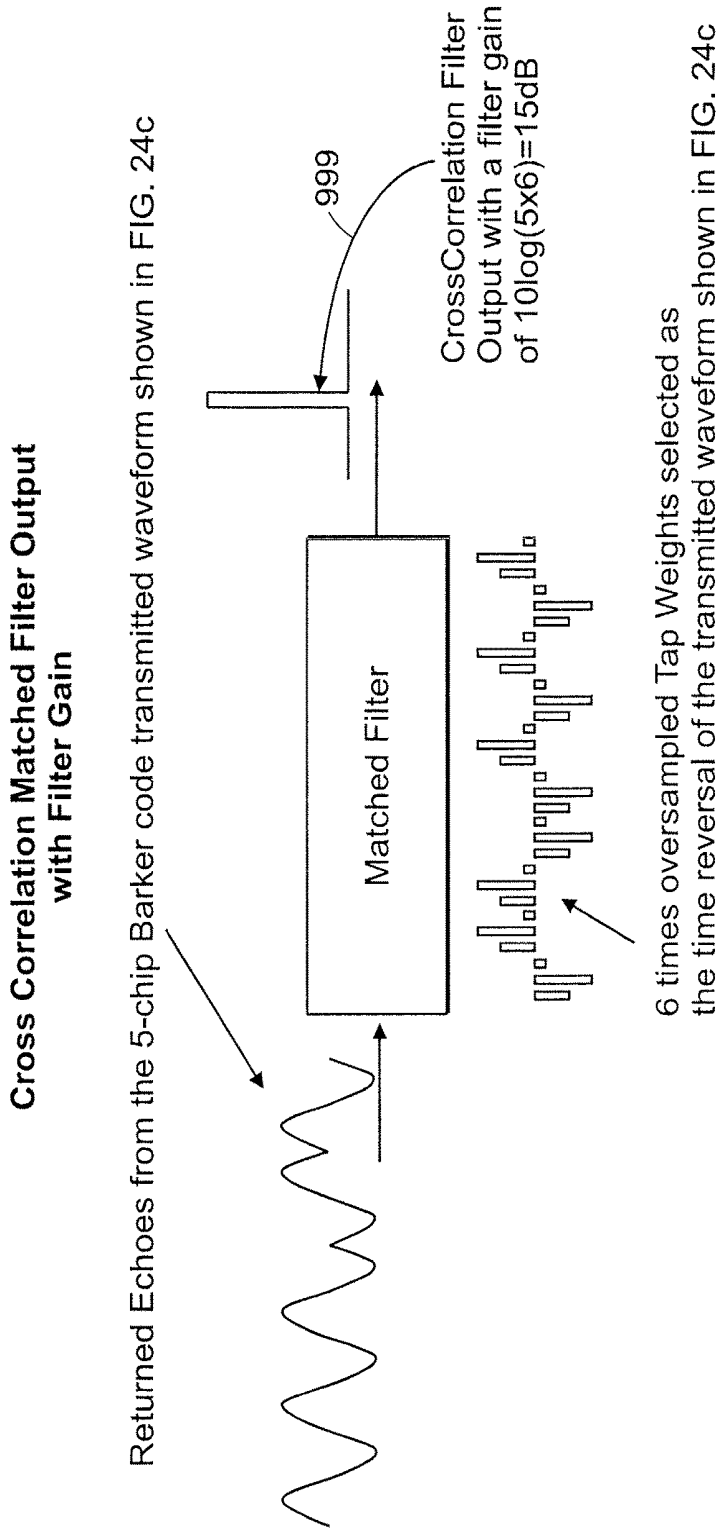 Cross Correlation Matched Filter Output
with Filter Gain
Returned Echoes from the 5-chip Barker code transmitted waveform shown in FIG. 24c
999
Matched Filter
CrossCorrelation Filter
Output with a filter gain
of 10log(5x6)=15dB
6 times oversampled Tap Weights selected as
the time reversal of the transmitted waveform shown in FIG. 24c